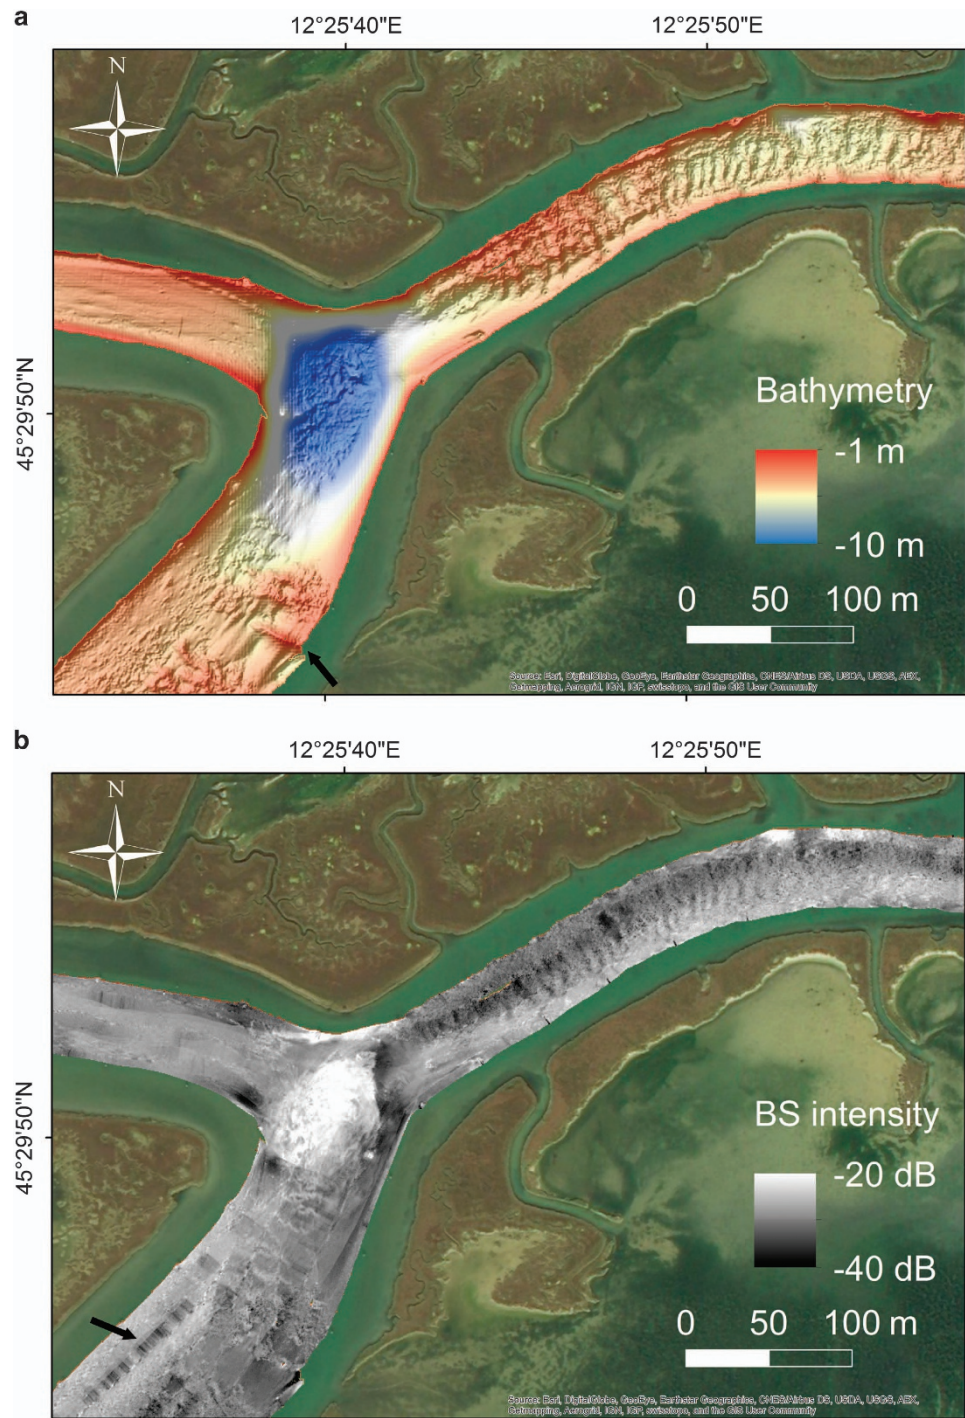 a
12°25'40"E 12°25'50"E
N
45°29'50"N
Bathymetry
-1 m
-10 m
0 50 100 m
Source: Esri, DigitalGlobe, GeoEye, Earthstar Geographics, CNES/Airbus DS, USDA, USGS, AEX,
Getmapping, Aerogrid, IGN, IGP, swisstopo, and the GIS User Community
b
12°25'40"E 12°25'50"E
N
45°29'50"N
BS intensity
-20 dB
-40 dB
0 50 100 m
Source: Esri, DigitalGlobe, GeoEye, Earthstar Geographics, CNES/Airbus DS, USDA, USGS, AEX,
Getmapping, Aerogrid, IGN, IGP, swisstopo, and the GIS User Community